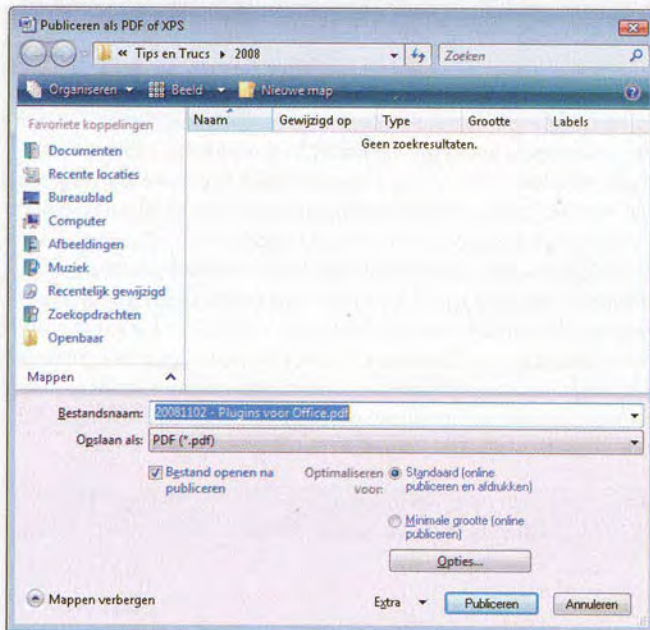 Publiceren als PDF of XPS
« Tips en Trucs ▸ 2008
Zoeken
Organiseren Beeld Nieuwe map
Favoriete koppelingen
Documenten
Recente locaties
Bureaublad
Computer
Afbeeldingen
Muziek
Recentelijk gewijzigd
Zoekopdrachten
Openbaar
Mappen
Naam Gewijzigd op Type Grootte Labels
Geen zoekresultaten.
Bestandsnaam: 20081102 - Plugins voor Office.pdf
Opslaan als: PDF (*.pdf)
Bestand openen na
publiceren
Optimaliseren
voor:
Standaard (online
publiceren en afdrukken)
Minimale grootte (online
publiceren)
Opties...
Mappen verbergen
Extra
Publiceren
Annuleren